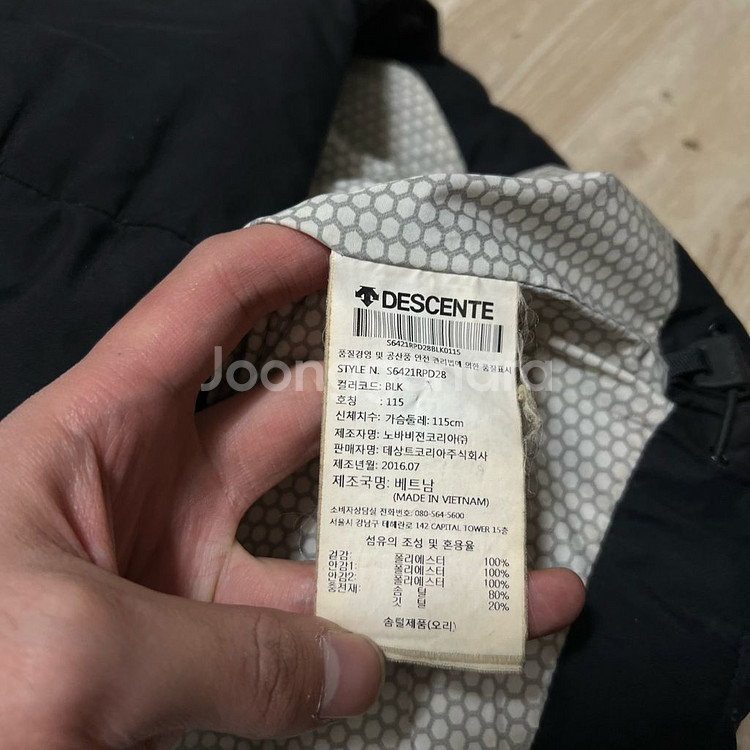 DESCENTE
S6421RPD28BLK0115
품질경영 및 공산품 안전 관리법에 의한 품질표시
STYLE N. S6421RPD28
컬러코드: BLK
호칭 : 115
신체치수: 가슴둘레: 115cm
제조자명: 노바비젼코리아㈜
판매자명: 데상트코리아주식회사
제조년월: 2016.07
제조국명: 베트남
(MADE IN VIETNAM)
소비자상담실 전화번호: 080-564-5600
서울시 강남구 테헤란로 142 CAPITAL TOWER 15층
섬유의 조성 및 혼용율
겉감: 폴리에스터 100%
안감1: 폴리에스터 100%
안감2: 폴리에스터 100%
충전재: 솜털 80%
깃털 20%
솜털제품(오리)